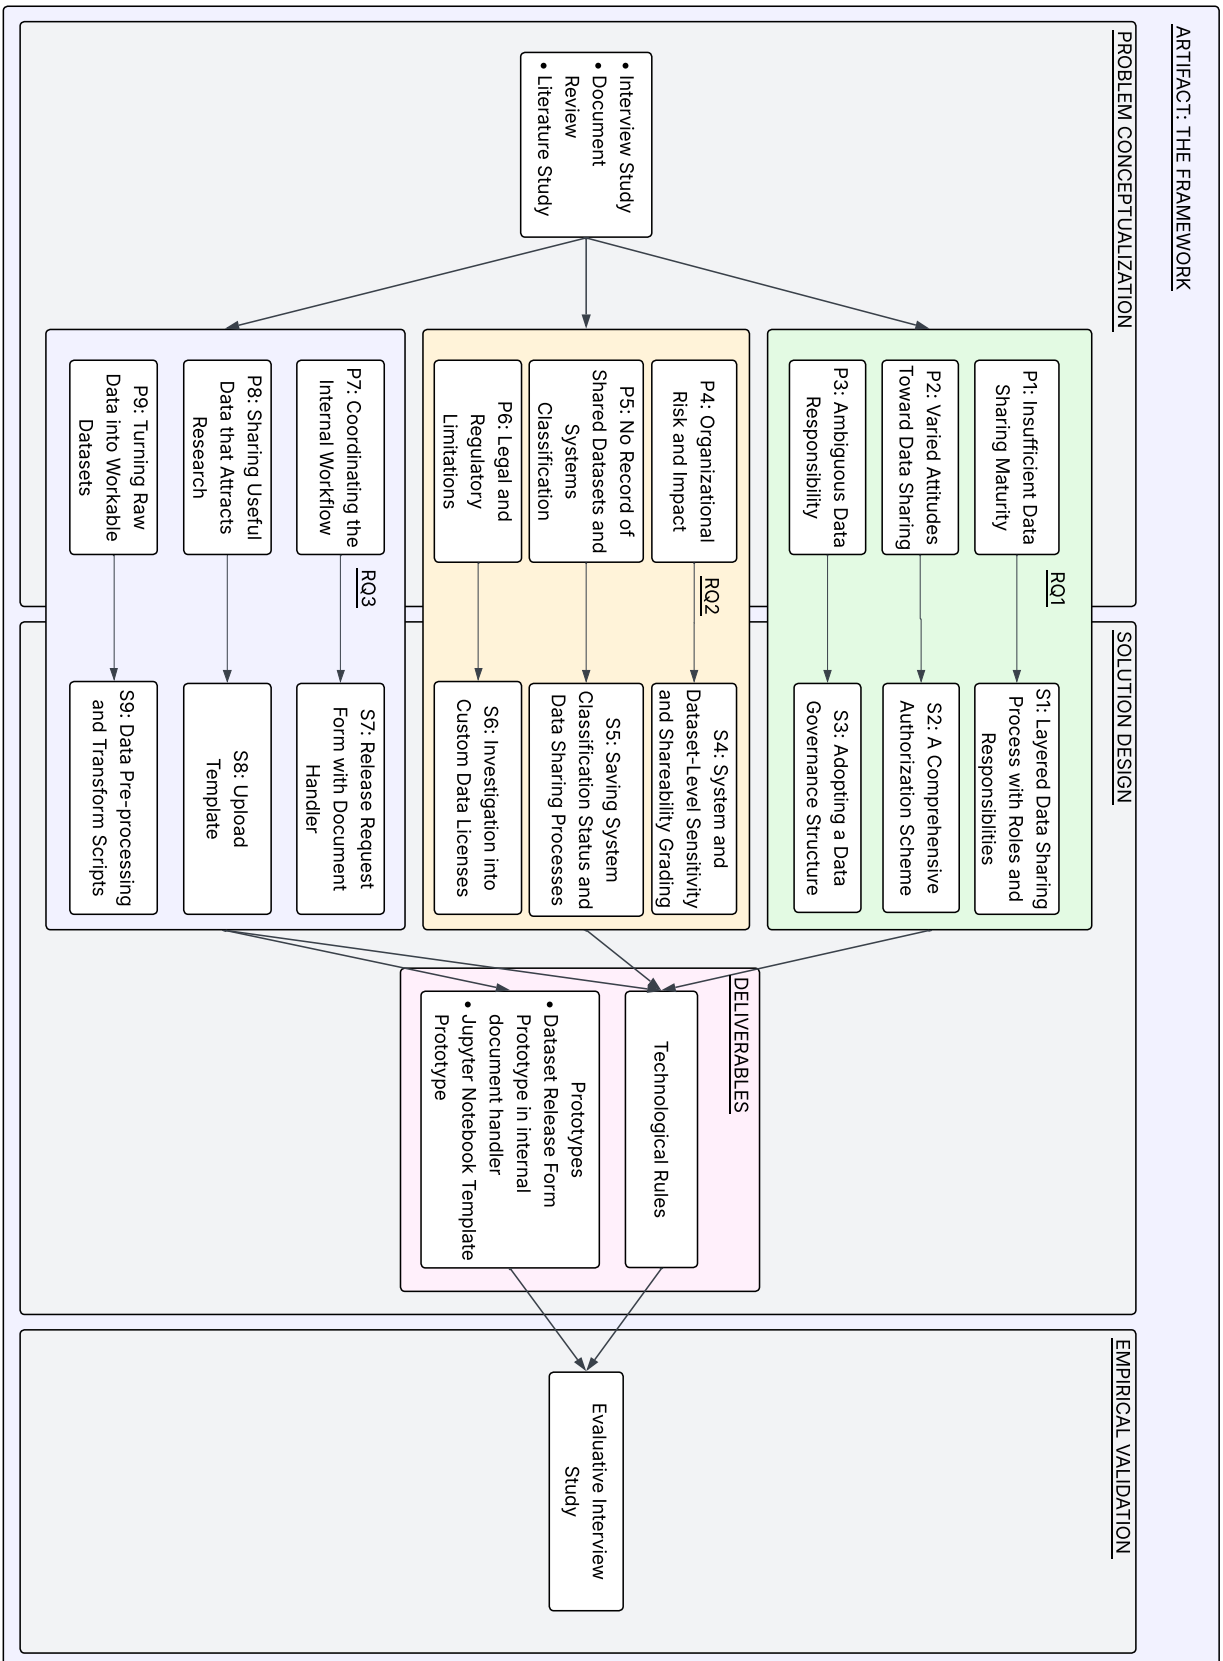 ARTIFACT: THE FRAMEWORK
PROBLEM CONCEPTUALIZATION
• Interview Study
• Document
Review
• Literature Study
RQ1
P1: Insufficient Data
Sharing Maturity
P2: Varied Attitudes
Toward Data Sharing
P3: Ambiguous Data
Responsibility
RQ2
P4: Organizational
Risk and Impact
P5: No Record of
Shared Datasets and
Systems
Classification
P6: Legal and
Regulatory
Limitations
RQ3
P7: Coordinating the
Internal Workflow
P8: Sharing Useful
Data that Attracts
Research
P9: Turning Raw
Data into Workable
Datasets
SOLUTION DESIGN
S1: Layered Data Sharing
Process with Roles and
Responsiblities
S2: A Comprehensive
Authorization Scheme
S3: Adopting a Data
Governance Structure
S4: System and
Dataset-Level Sensitivity
and Shareability Grading
S5: Saving System
Classification Status and
Data Sharing Processes
S6: Investigation into
Custom Data Licenses
S7: Release Request
Form with Document
Handler
S8: Upload
Template
S9: Data Pre-processing
and Transform Scripts
DELIVERABLES
Technological Rules
Prototypes
• Dataset Release Form
Prototype in internal
document handler
• Jupyter Notebook Template
Prototype
EMPIRICAL VALIDATION
Evaluative Interview
Study